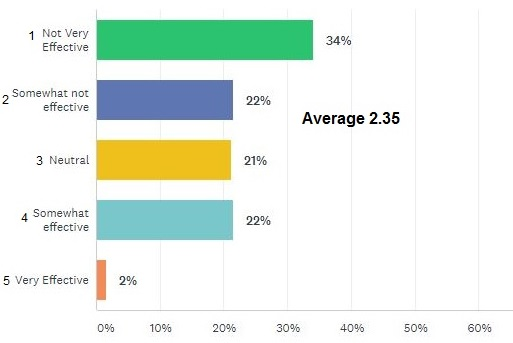 1 Not Very
Effective
34%
2 Somewhat not
effective
22%
Average 2.35
3 Neutral
21%
4 Somewhat
effective
22%
5 Very Effective
2%
0% 10% 20% 30% 40% 50% 60%